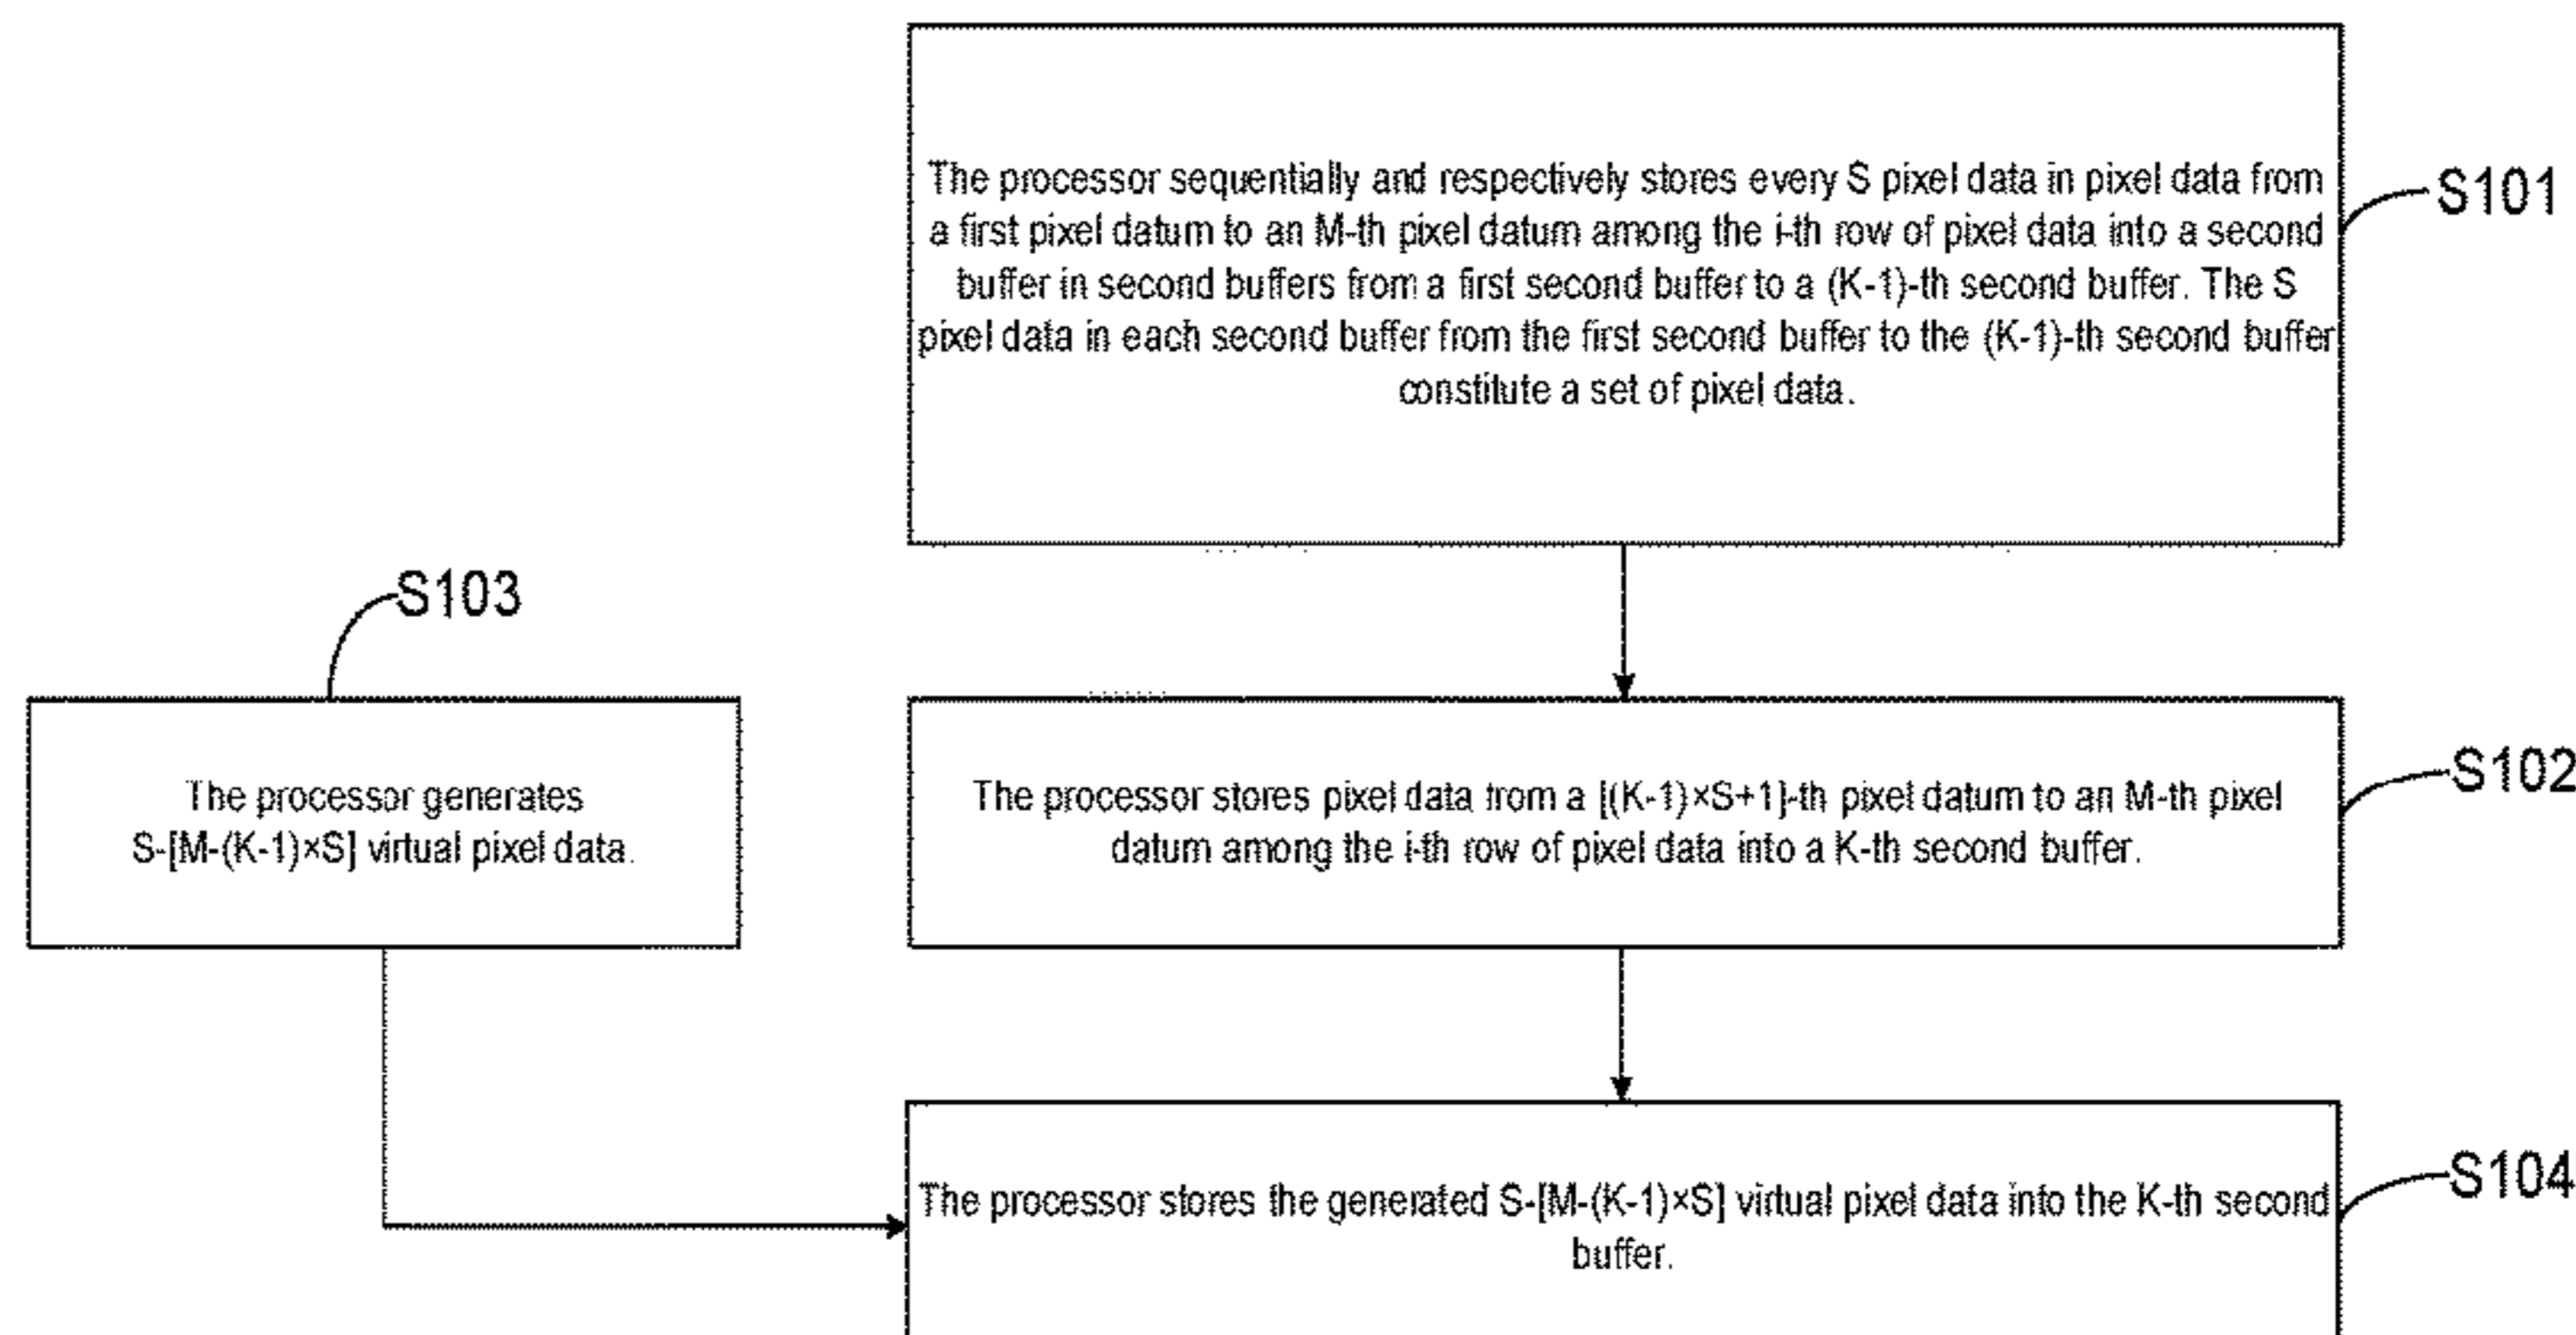 The processor sequentially and respectively stores every S pixel data in pixel data from
a first pixel datum to an M-th pixel datum among the i-th row of pixel data into a second
buffer in second buffers from a first second buffer to a (K-1)-th second buffer. The S
pixel data in each second buffer from the first second buffer to the (K-1)-th second buffer
constitute a set of pixel data.
S101
S103
The processor generates
S-[M-(K-1)×S] virtual pixel data.
The processor stores pixel data from a [(K-1)×S+1]-th pixel datum to an M-th pixel
datum among the i-th row of pixel data into a K-th second buffer.
S102
The processor stores the generated S-[M-(K-1)×S] virtual pixel data into the K-th second
buffer.
S104